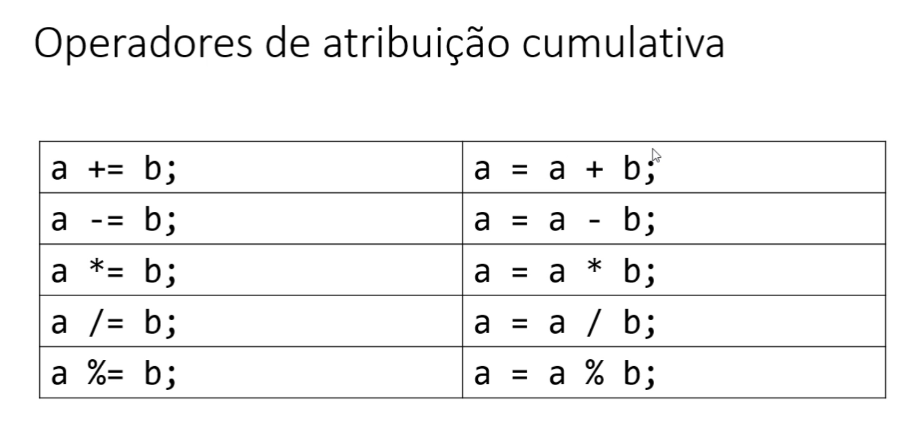 Operadores de atribuição cumulativa
a += b; a = a + b;
a -= b; a = a - b;
a *= b; a = a * b;
a /= b; a = a / b;
a %= b; a = a % b;